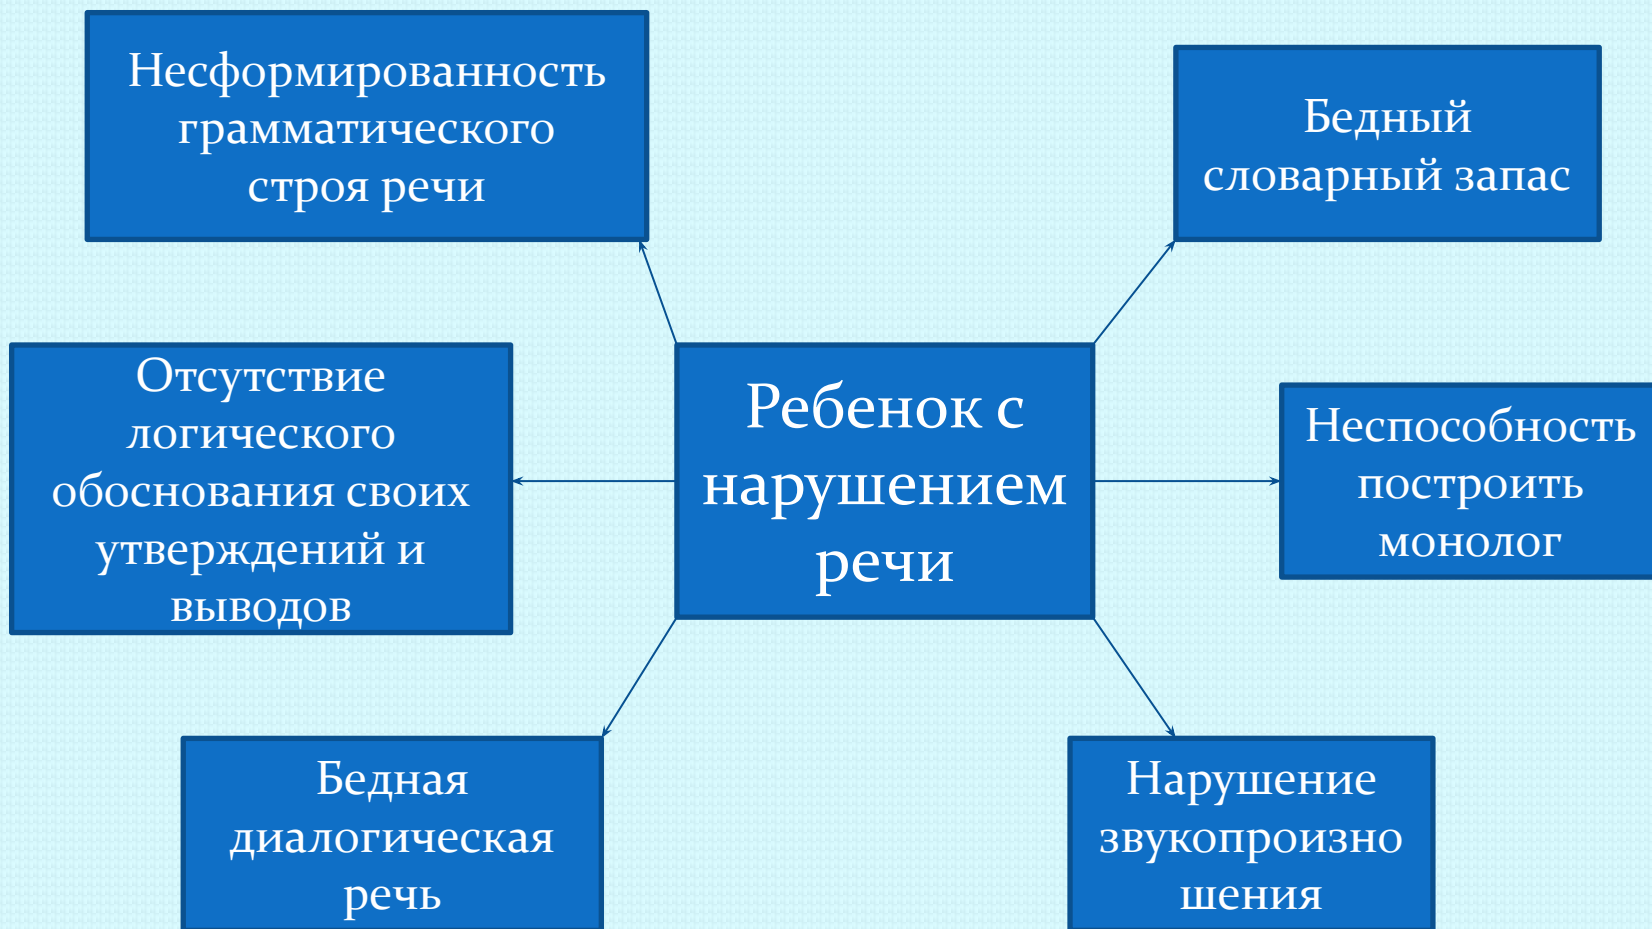 Несформированность
грамматического
строя речи
Бедный
словарный запас
Отсутствие
логического
обоснования своих
утверждений и
выводов
Ребенок с
нарушением
речи
Неспособность
построить
монолог
Бедная
диалогическая
речь
Нарушение
звукопроизно
шения